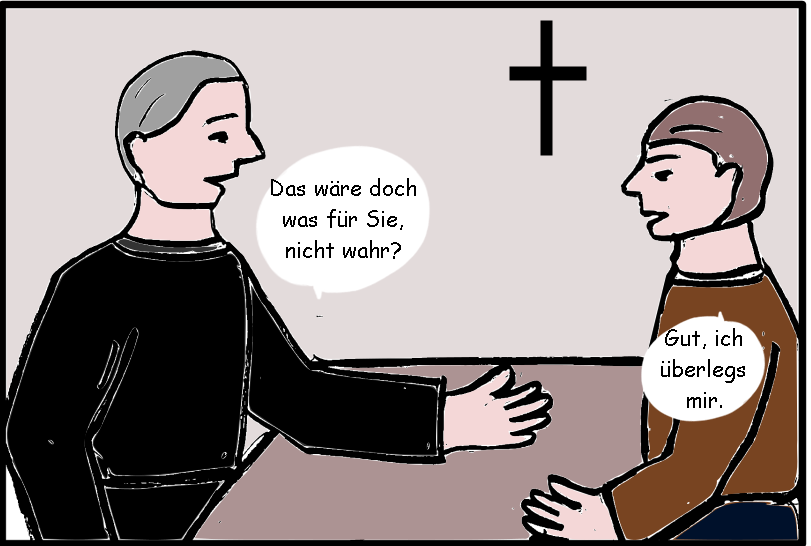 Das wäre doch
was für Sie,
nicht wahr?
Gut, ich
überlegs
mir.